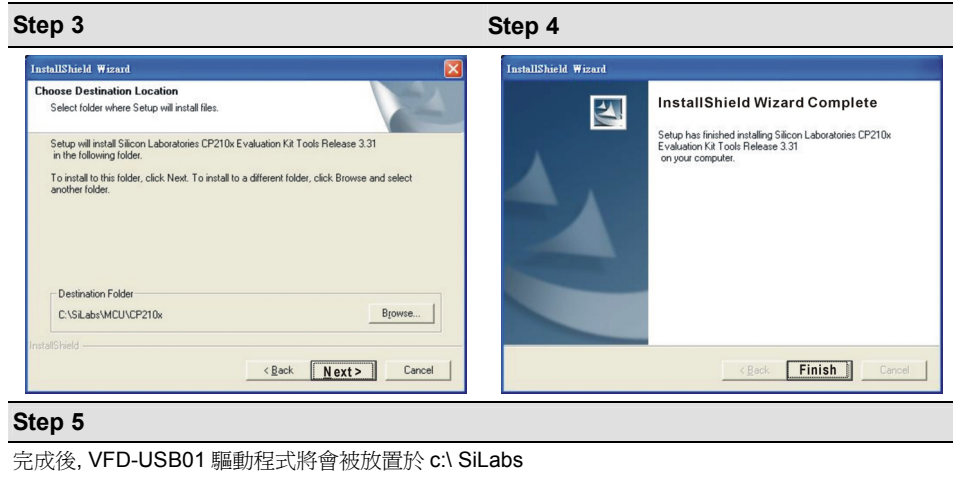 Step 3
Step 4
InstallShield Wizard
Choose Destination Location
Select folder where Setup will install files.
Setup will install Silicon Laboratories CP210x Evaluation Kit Tools Release 3.31
in the following folder.
To install to this folder, click Next. To install to a different folder, click Browse and select
another folder.
Destination Folder
C:\SiLabs\MCU\CP210x
Browse...
InstallShield
< Back
Next >
Cancel
InstallShield Wizard
InstallShield Wizard Complete
Setup has finished installing Silicon Laboratories CP210x
Evaluation Kit Tools Release 3.31
on your computer.
< Back
Finish
Cancel
Step 5
完成後, VFD-USB01 驅動程式將會被放置於 c:\ SiLabs